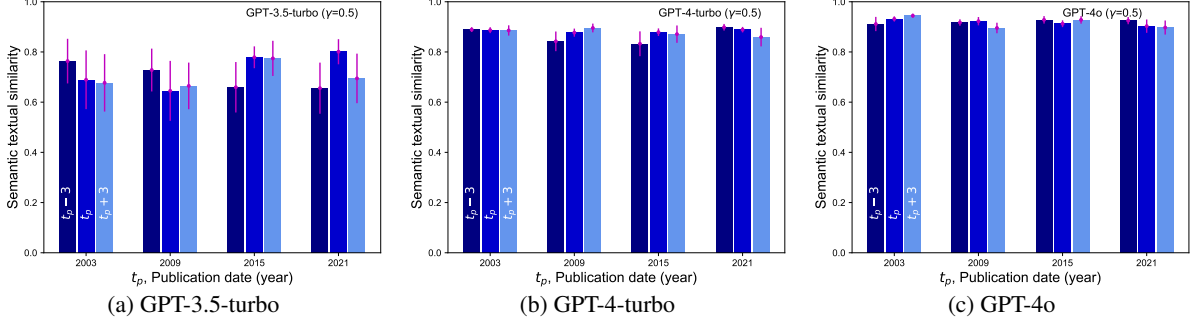 GPT-3.5-turbo (γ=0.5)
Semantic textual similarity
1.0
0.8
0.6
0.4
0.2
0.0
t_p − 3
t_p
t_p + 3
2003 2009 2015 2021
t_p, Publication date (year)
(a) GPT-3.5-turbo
GPT-4-turbo (γ=0.5)
Semantic textual similarity
1.0
0.8
0.6
0.4
0.2
0.0
t_p − 3
t_p
t_p + 3
2003 2009 2015 2021
t_p, Publication date (year)
(b) GPT-4-turbo
GPT-4o (γ=0.5)
Semantic textual similarity
1.0
0.8
0.6
0.4
0.2
0.0
t_p − 3
t_p
t_p + 3
2003 2009 2015 2021
t_p, Publication date (year)
(c) GPT-4o